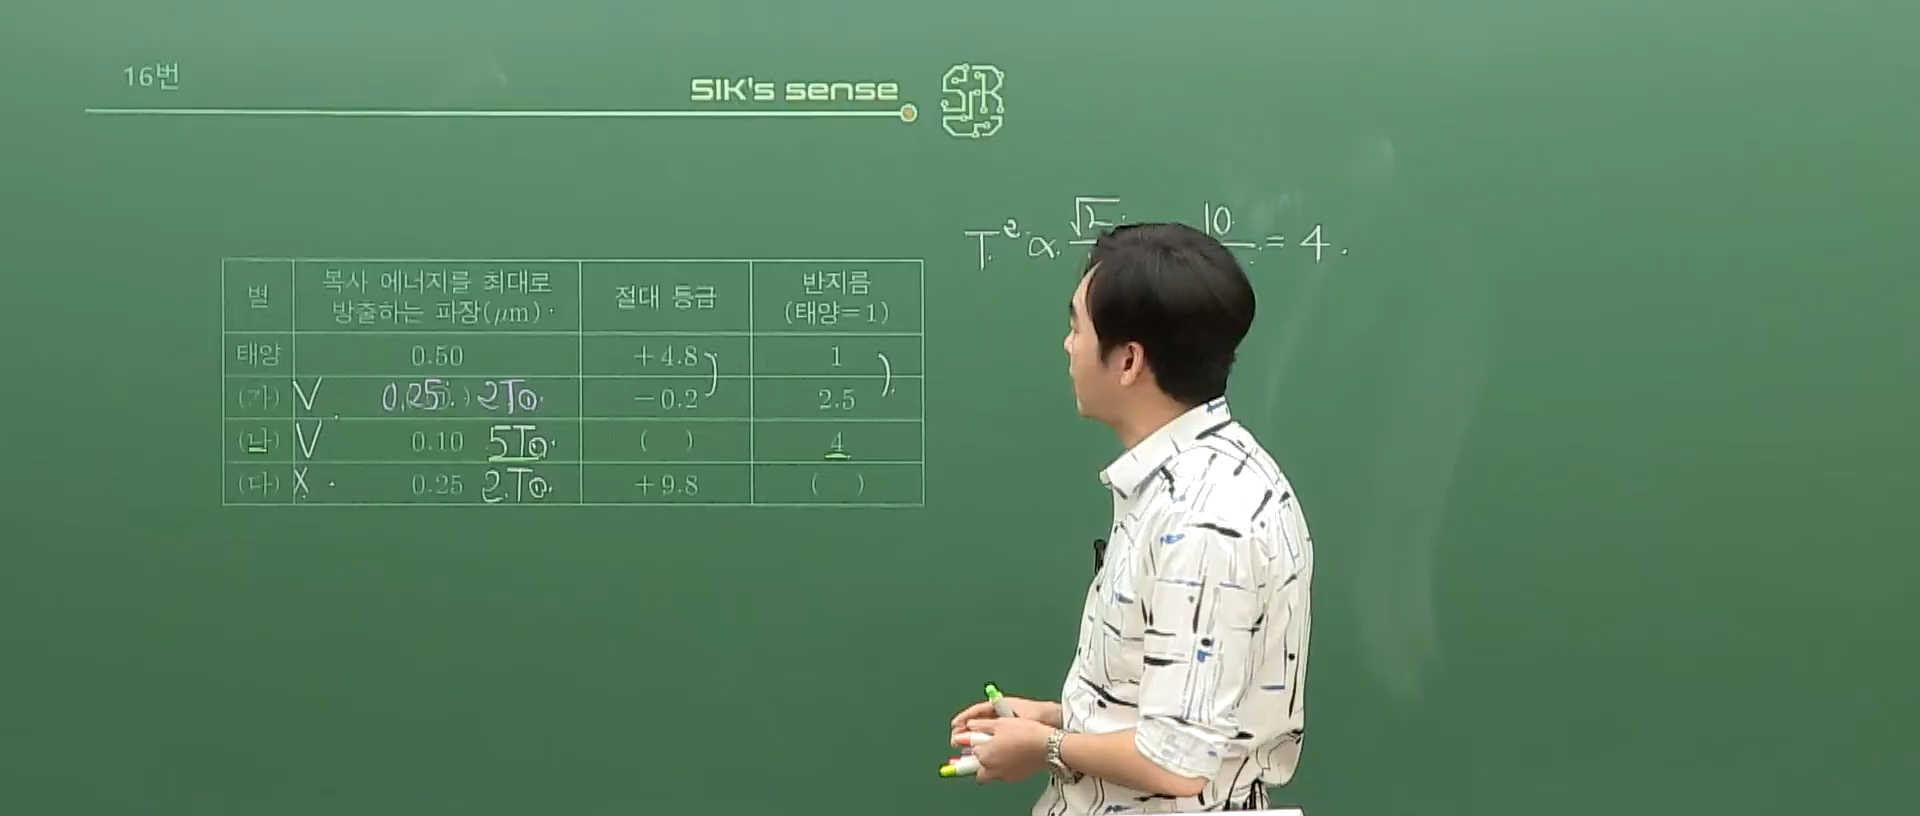 16번
SIK's sense
SIK
T² ∝ √2 10 = 4.
별 복사 에너지를 최대로 방출하는 파장(μm) 절대 등급 반지름 (태양=1)
태양 0.50 +4.8 1
(가) V 0.25 ) 2T⊙ -0.2 2.5
(나) V 0.10 5T⊙ ( ) 4
(다) X 0.25 2T⊙ +9.8 ( )